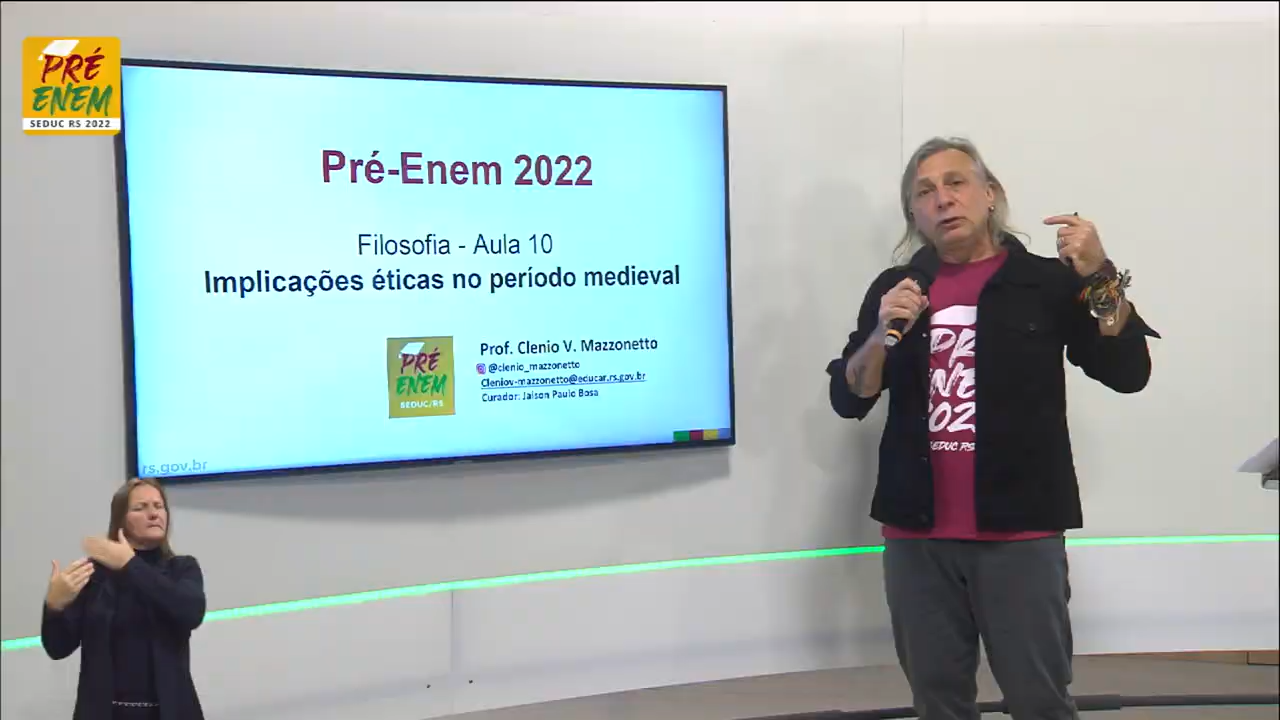 PRÉ
ENEM
SEDUC RS 2022
Pré-Enem 2022
Filosofia - Aula 10
Implicações éticas no período medieval
PRÉ
ENEM
SEDUC/RS
Prof. Clenio V. Mazzonetto
@clenio_mazzonetto
Cleniov-mazzonetto@educar.rs.gov.br
Curador: Jaison Paulo Bosa
rs.gov.br
PRÉ
ENE
202
SEDUC RS